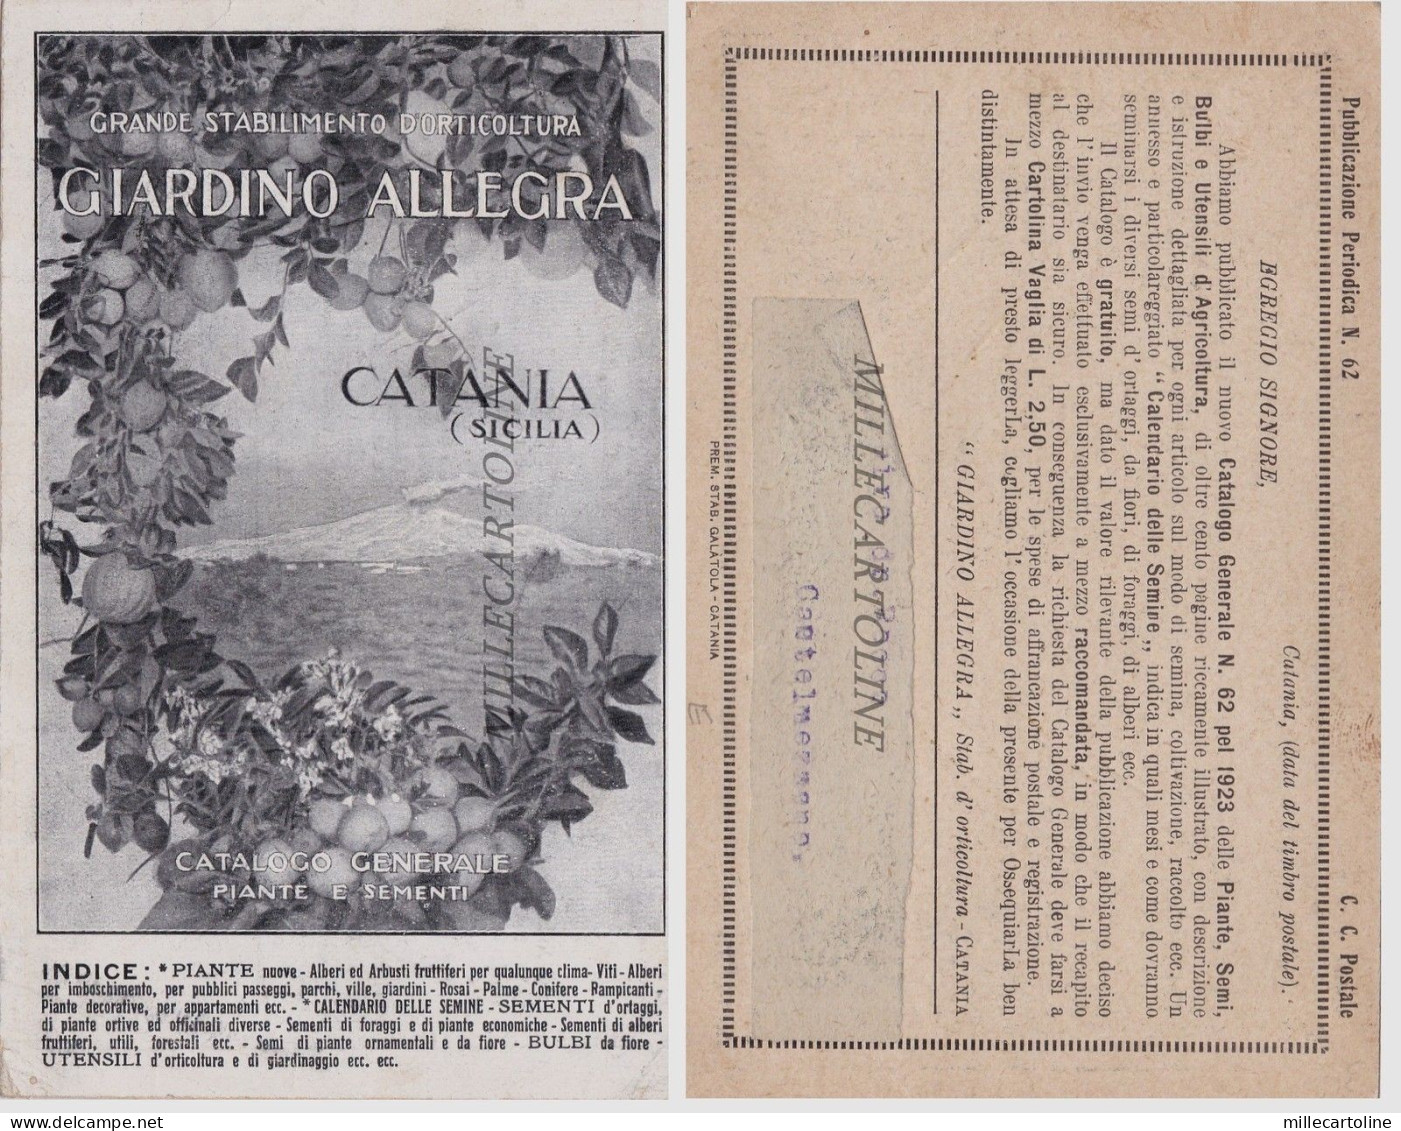 GRANDE STABILIMENTO D'ORTICOLTURA
GIARDINO ALLEGRA
CATANIA
(SICILIA)
MILLECARTOLINE
CATALOGO GENERALE
PIANTE E SEMENTI
INDICE: * PIANTE nuove - Alberi ed Arbusti fruttiferi per qualunque clima- Viti - Alberi
per imboschimento, per pubblici passeggi, parchi, ville, giardini - Rosai - Palme - Conifere - Rampicanti -
Piante decorative, per appartamenti ecc. - * CALENDARIO DELLE SEMINE - SEMENTI d'ortaggi,
di piante ortive ed officinali diverse - Sementi di foraggi e di piante economiche - Sementi di alberi
fruttiferi, utili, forestali ecc. - Semi di piante ornamentali e da fiore - BULBI da fiore -
UTENSILI d'orticoltura e di giardinaggio ecc. ecc.
Pubblicazione Periodica N. 62 C. C. Postale
Catania, (data del timbro postale).
EGREGIO SIGNORE,
Abbiamo pubblicato il nuovo Catalogo Generale N. 62 pel 1923 delle Piante, Semi,
Bulbi e Utensili d'Agricoltura, di oltre cento pagine riccamente illustrato, con descrizione
e istruzione dettagliata per ogni articolo sul modo di semina, coltivazione, raccolto ecc. Un
annesso e particolareggiato "Calendario delle Semine,, indica in quali mesi e come dovranno
seminarsi i diversi semi d'ortaggi, da fiori, di foraggi, di alberi ecc.
Il Catalogo è gratuito, ma dato il valore rilevante della pubblicazione abbiamo deciso
che l'invio venga effettuato esclusivamente a mezzo raccomandata, in modo che il recapito
al destinatario sia sicuro. In conseguenza la richiesta del Catalogo Generale deve farsi a
mezzo Cartolina Vaglia di L. 2,50, per le spese di affrancazione postale e registrazione.
In attesa di presto leggerLa, cogliamo l'occasione della presente per OssequiarLa ben
distintamente.
"GIARDINO ALLEGRA,, Stab. d'orticoltura - CATANIA
MILLECARTOLINE
Castelmezzano.
PREM. STAB. GALÀTOLA - CATANIA
E
millecartoline